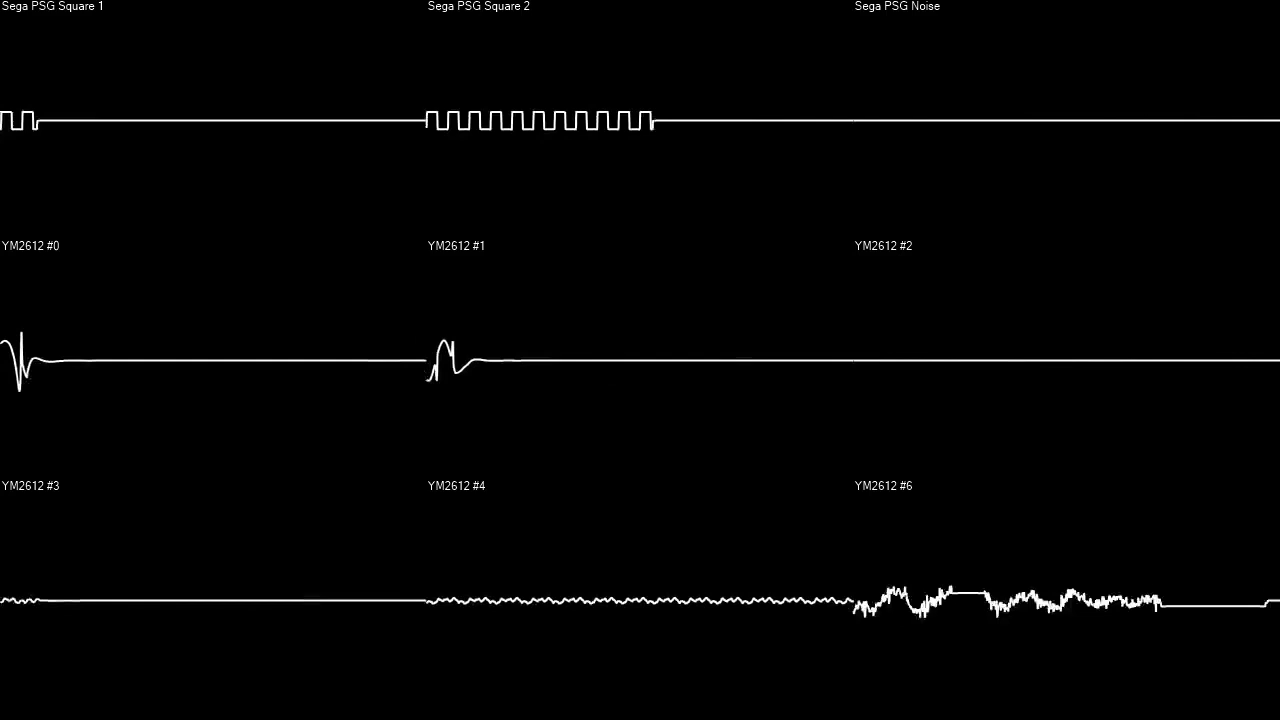 Sega PSG Square 1
Sega PSG Square 2
Sega PSG Noise
YM2612 #0
YM2612 #1
YM2612 #2
YM2612 #3
YM2612 #4
YM2612 #6